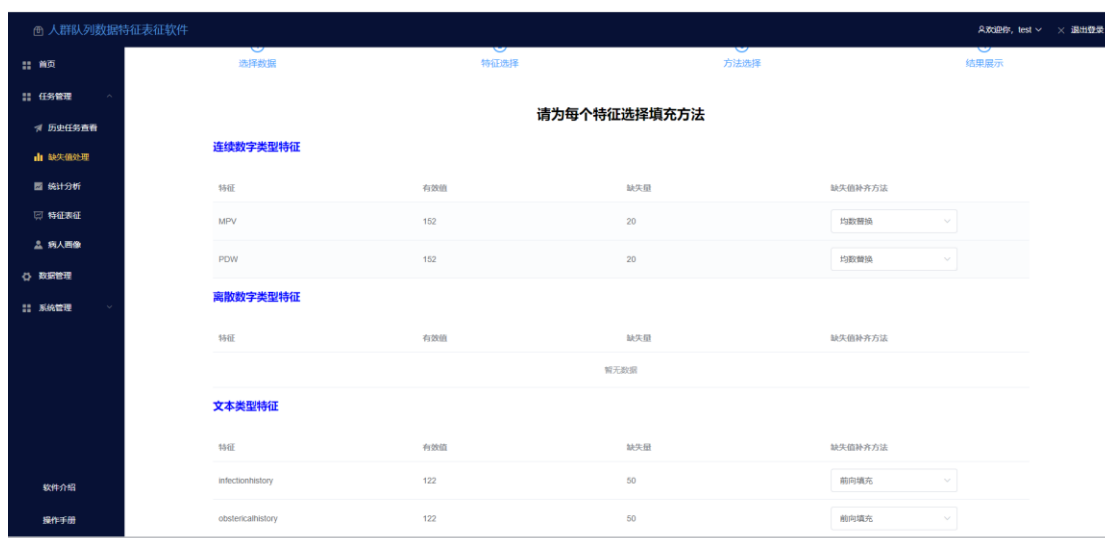 人群队列数据特征表征软件
欢迎你，test
退出登录
首页
任务管理
历史任务查看
缺失值处理
统计分析
特征表征
病人画像
数据管理
系统管理
软件介绍
操作手册
选择数据 特征选择 方法选择 结果展示
请为每个特征选择填充方法
连续数字类型特征
特征 有效值 缺失量 缺失值补齐方法
MPV 152 20 均数替换
PDW 152 20 均数替换
离散数字类型特征
特征 有效值 缺失量 缺失值补齐方法
暂无数据
文本类型特征
特征 有效值 缺失量 缺失值补齐方法
infectionhistory 122 50 前向填充
obstericalhistory 122 50 前向填充